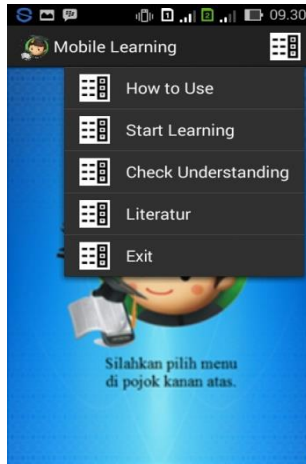 09.30
Mobile Learning
How to Use
Start Learning
Check Understanding
Literatur
Exit
Silahkan pilih menu
di pojok kanan atas.